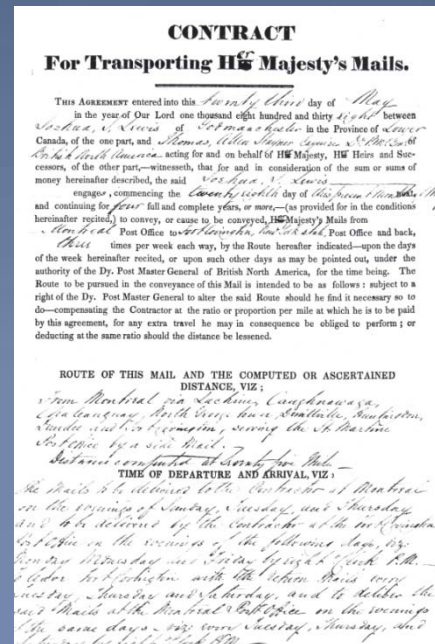 CONTRACT
For Transporting Her Majesty's Mails.
THIS AGREEMENT entered into this twenty third day of May
in the year of Our Lord one thousand eight hundred and thirty eight between
Joshua, S, Lewis of Godmanchester in the Province of Lower
Canada, of the one part, and Thomas, Allen Stayner Esquire of
British North America acting for and on behalf of Her Majesty, Her Heirs and Suc-
cessors, of the other part,—witnesseth, that for and in consideration of the sum or sums of
money hereinafter described, the said Joshua, S. Lewis
engages, commencing the day of
and continuing for four full and complete years, or more,—(as provided for in the conditions
hereinafter recited,) to convey, or cause to be conveyed, Her Majesty's Mails from
Montreal Post Office to Fort Covington, Post Office and back,
three times per week each way, by the Route hereafter indicated—upon the days
of the week hereinafter recited, or upon such other days as may be pointed out, under the
authority of the Dy. Post Master General of British North America, for the time being. The
Route to be pursued in the conveyance of this Mail is intended to be as follows : subject to a
right of the Dy. Post Master General to alter the said Route should he find it necessary so to
do—compensating the Contractor at the ratio or proportion per mile at which he is to be paid
by this agreement, for any extra travel he may in consequence be obliged to perform ; or
deducting at the same ratio should the distance be lessened.
ROUTE OF THIS MAIL AND THE COMPUTED OR ASCERTAINED
DISTANCE, VIZ ;
From Montreal via Lachine, Caughnawaga,
Chateauguay, North Georgetown, Huntingdon,
Dundee and Fort Covington, serving the St. Martine
Post Office by a side Mail.
Distance computed at Seventy five Miles
TIME OF DEPARTURE AND ARRIVAL, VIZ :
The Mails to be delivered to the Contractor at Montreal
on the evenings of Sunday, Tuesday, and Thursday
and to be delivered by the Contractor at the Fort Covington
Post Office on the evenings of the following days, viz:
Monday Wednesday and Friday by eight o'Clock P.M.
Fort Covington with the return Mails every
Tuesday, Thursday and Saturday, and to deliver the
said Mails at the Montreal Post Office on the evenings
of the same days, viz: every Tuesday, Thursday, and
by eight o'Clock P.M.